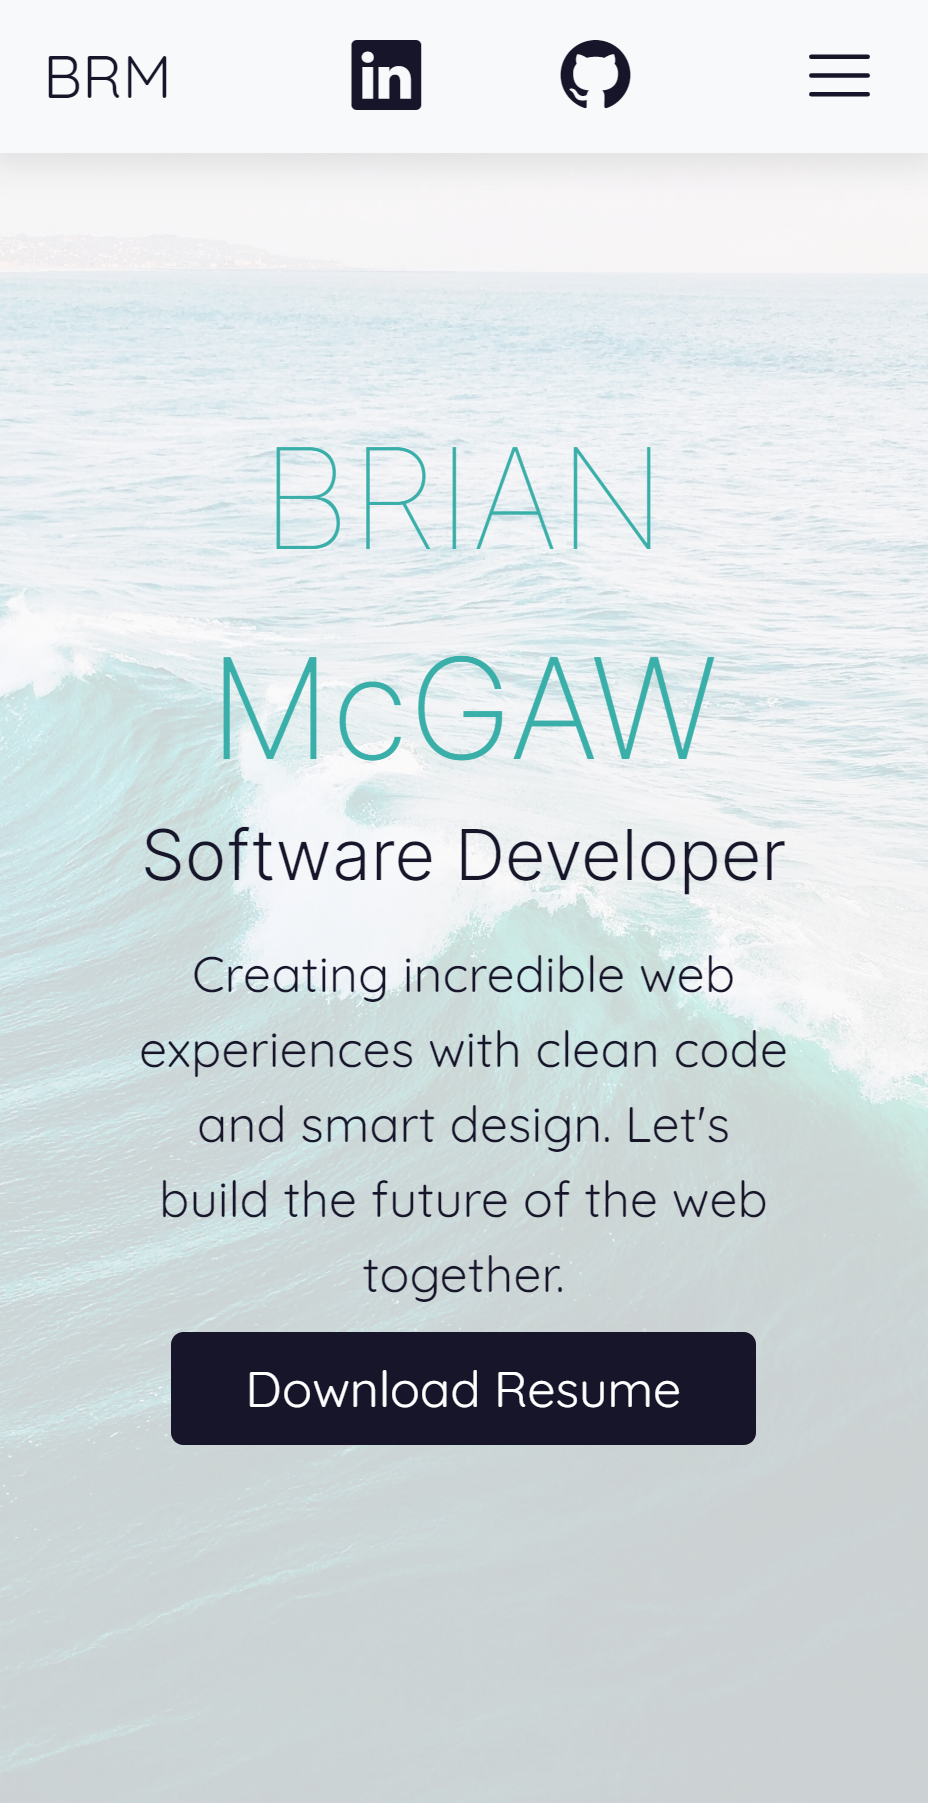 BRM
in
BRIAN
McGAW
Software Developer
Creating incredible web
experiences with clean code
and smart design. Let's
build the future of the web
together.
Download Resume